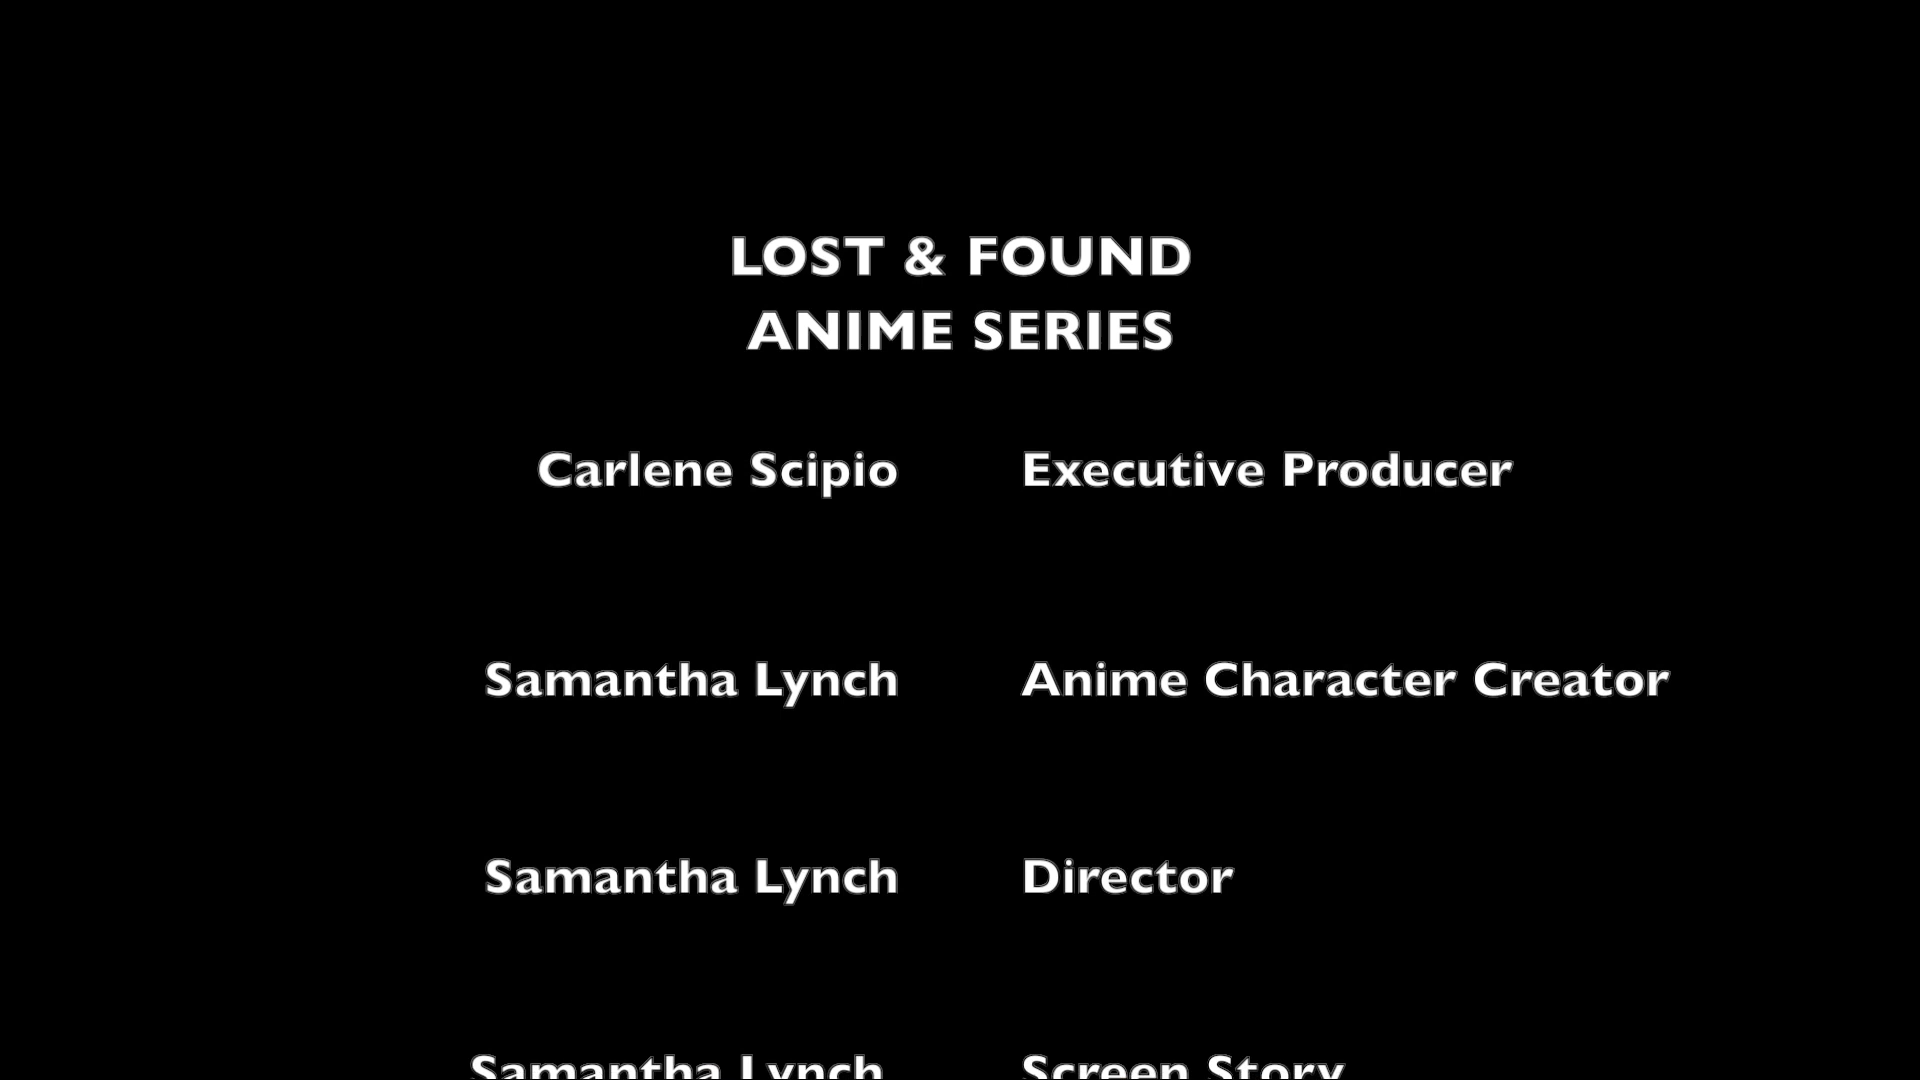 LOST & FOUND
ANIME SERIES
Carlene Scipio Executive Producer
Samantha Lynch Anime Character Creator
Samantha Lynch Director
Samantha Lynch Screen Story